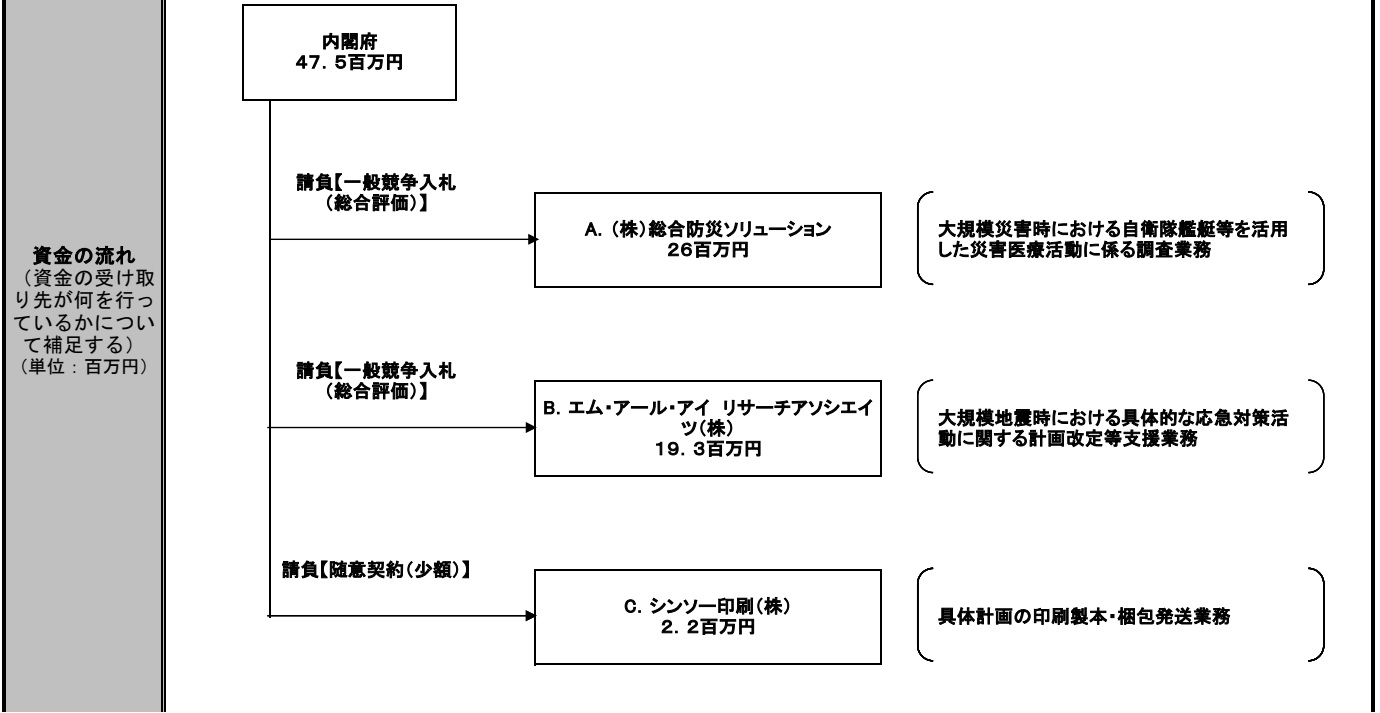 資金の流れ
（資金の受け取
り先が何を行っ
ているかについ
て補足する）
（単位：百万円）
内閣府
47．5百万円
請負【一般競争入札
（総合評価）】
A．（株）総合防災ソリューション
26百万円
大規模災害時における自衛隊艦艇等を活用
した災害医療活動に係る調査業務
請負【一般競争入札
（総合評価）】
B．エム・アール・アイ　リサーチアソシエイ
ツ（株）
19．3百万円
大規模地震時における具体的な応急対策活
動に関する計画改定等支援業務
請負【随意契約（少額）】
C．シンソー印刷（株）
2．2百万円
具体計画の印刷製本・梱包発送業務